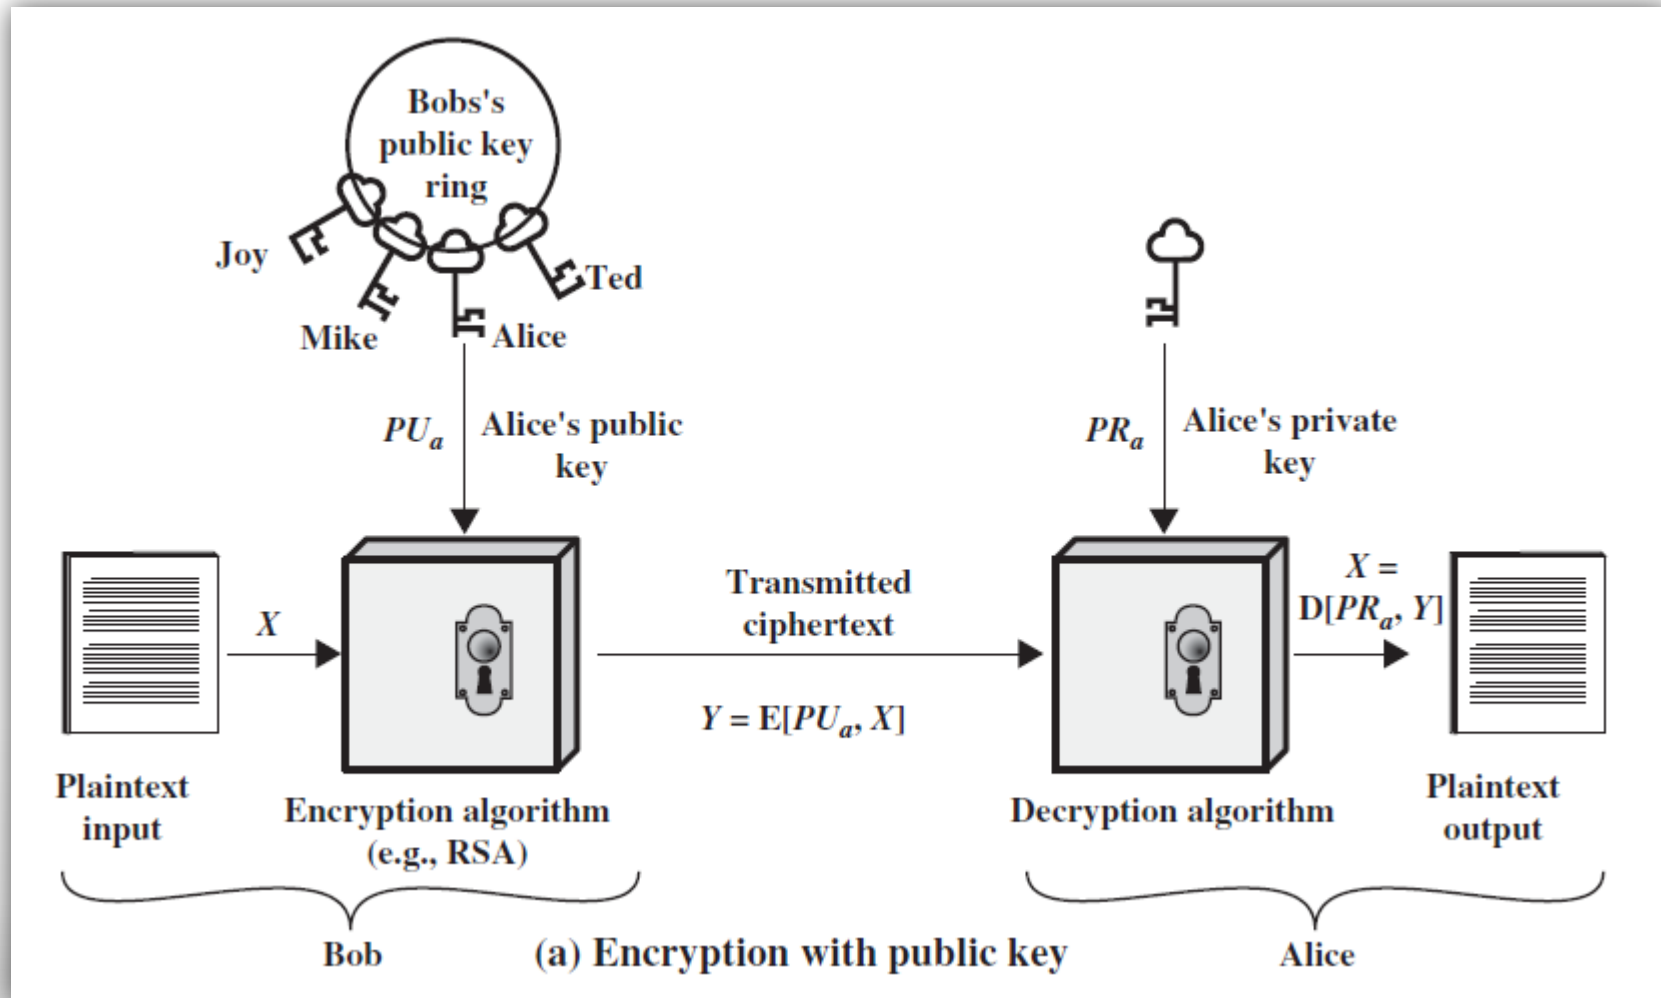 Bobs's
public key
ring
Joy
Mike
Alice
Ted
PUa
Alice's public
key
PRa
Alice's private
key
X
Transmitted
ciphertext
Y = E[PUa, X]
X =
D[PRa, Y]
Plaintext
input
Encryption algorithm
(e.g., RSA)
Decryption algorithm
Plaintext
output
Bob
(a) Encryption with public key
Alice